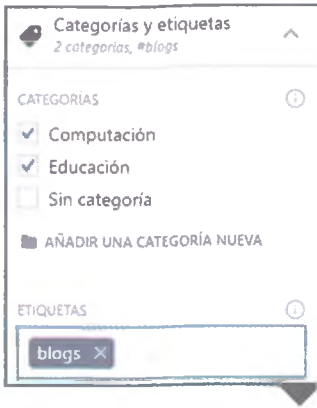 Categorías y etiquetas
2 categorías, #blogs
CATEGORÍAS
Computación
Educación
Sin categoría
AÑADIR UNA CATEGORÍA NUEVA
ETIQUETAS
blogs ×